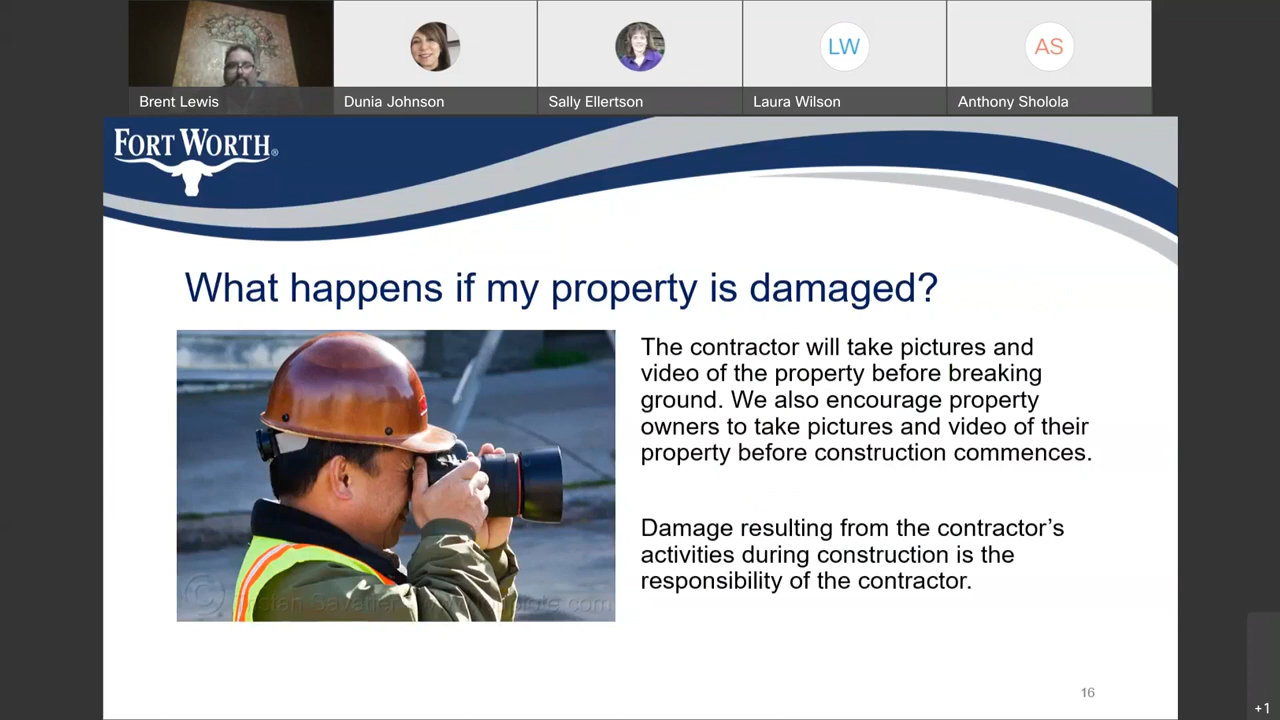 Brent Lewis
Dunia Johnson
Sally Ellertson
LW
Laura Wilson
AS
Anthony Sholola
FORT WORTH®
What happens if my property is damaged?
The contractor will take pictures and
video of the property before breaking
ground. We also encourage property
owners to take pictures and video of their
property before construction commences.
Damage resulting from the contractor's
activities during construction is the
responsibility of the contractor.
16
+1